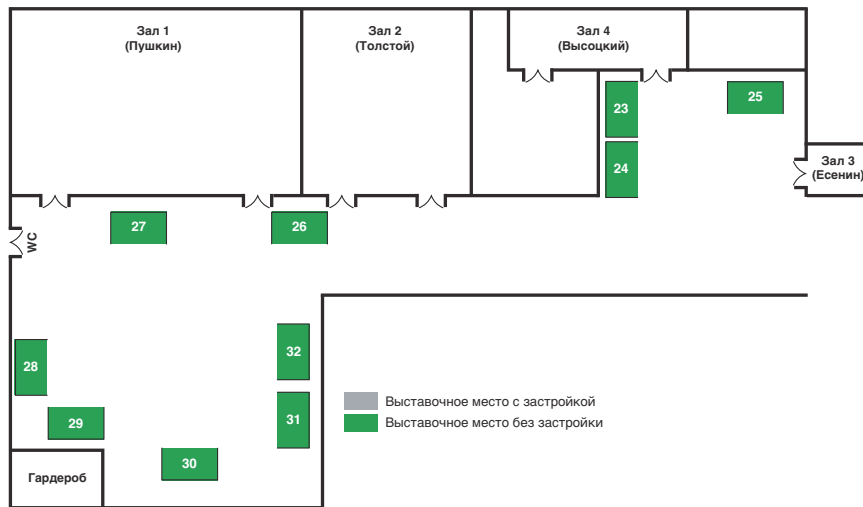 Зал 1
(Пушкин)
Зал 2
(Толстой)
Зал 4
(Высоцкий)
23
25
24
Зал 3
(Есенин)
27
26
WC
28
32
29
31
30
Выставочное место с застройкой
Выставочное место без застройки
Гардероб